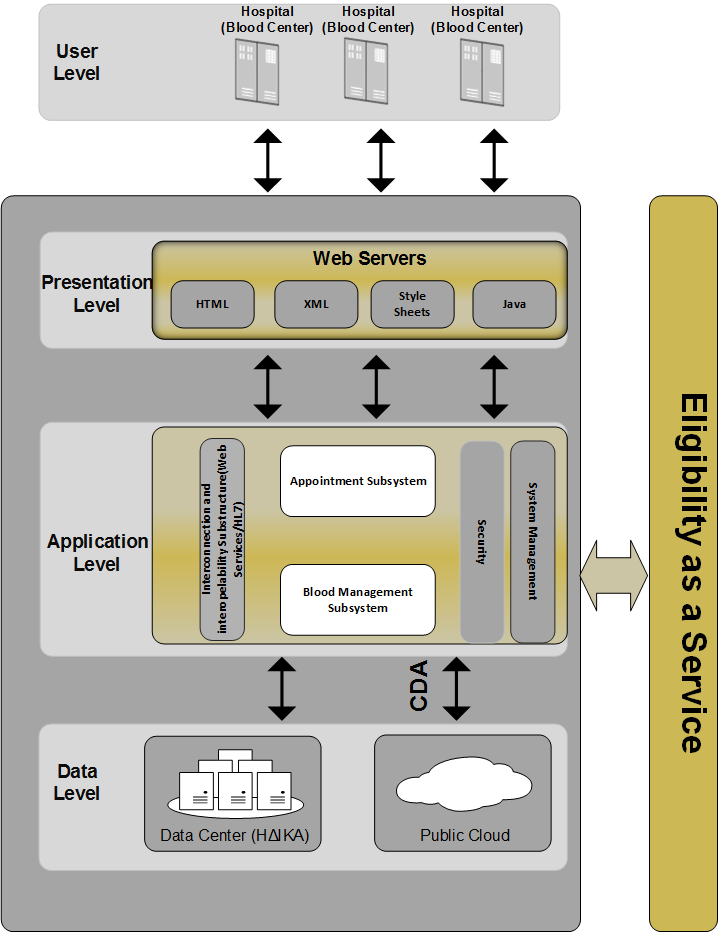 Hospital
(Blood Center)
Hospital
(Blood Center)
Hospital
(Blood Center)
User
Level
Presentation
Level
Web Servers
HTML
XML
Style
Sheets
Java
Application
Level
Interconnection and
interopelability Substructure(Web
Services/HL7)
Appointment Subsystem
Blood Management
Subsystem
Security
System Management
Eligibility as a Service
CDA
Data
Level
Data Center (ΗΔΙΚΑ)
Public Cloud